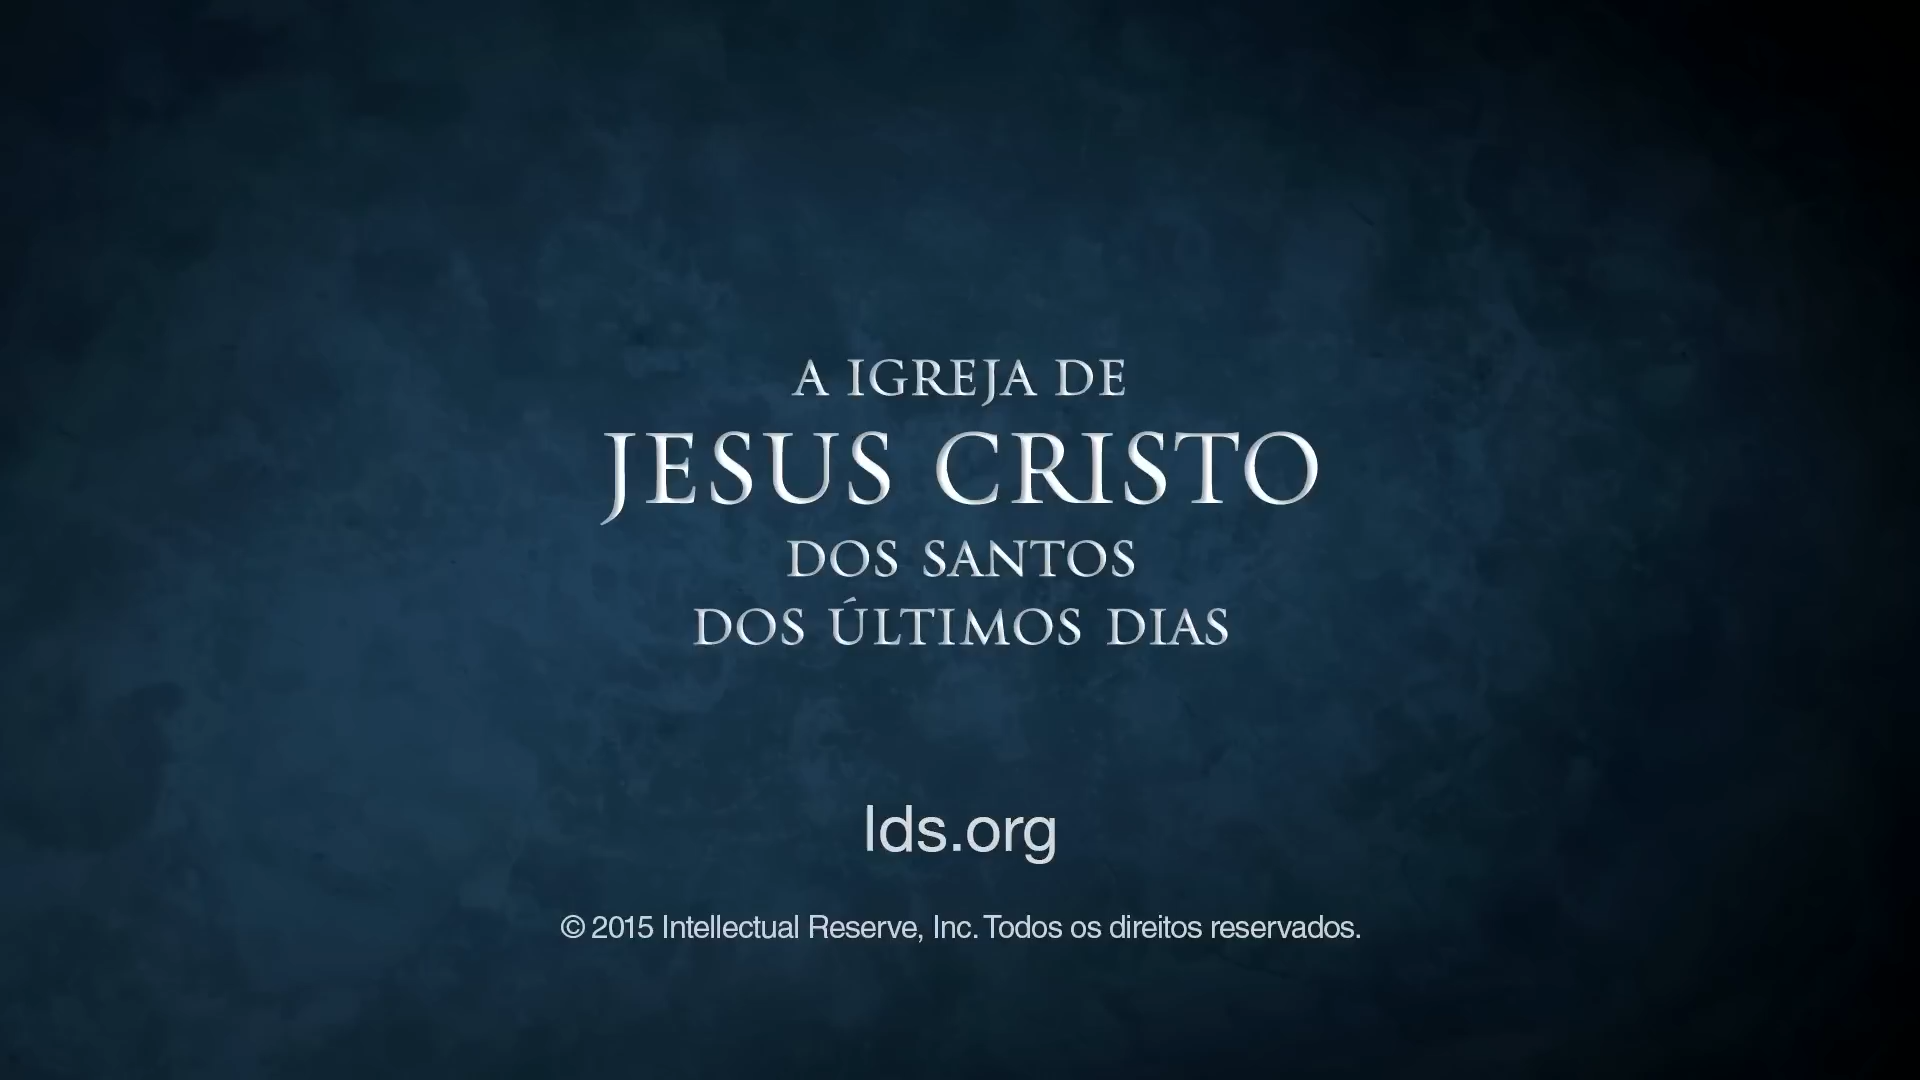 A IGREJA DE
JESUS CRISTO
DOS SANTOS
DOS ÚLTIMOS DIAS
lds.org
© 2015 Intellectual Reserve, Inc. Todos os direitos reservados.